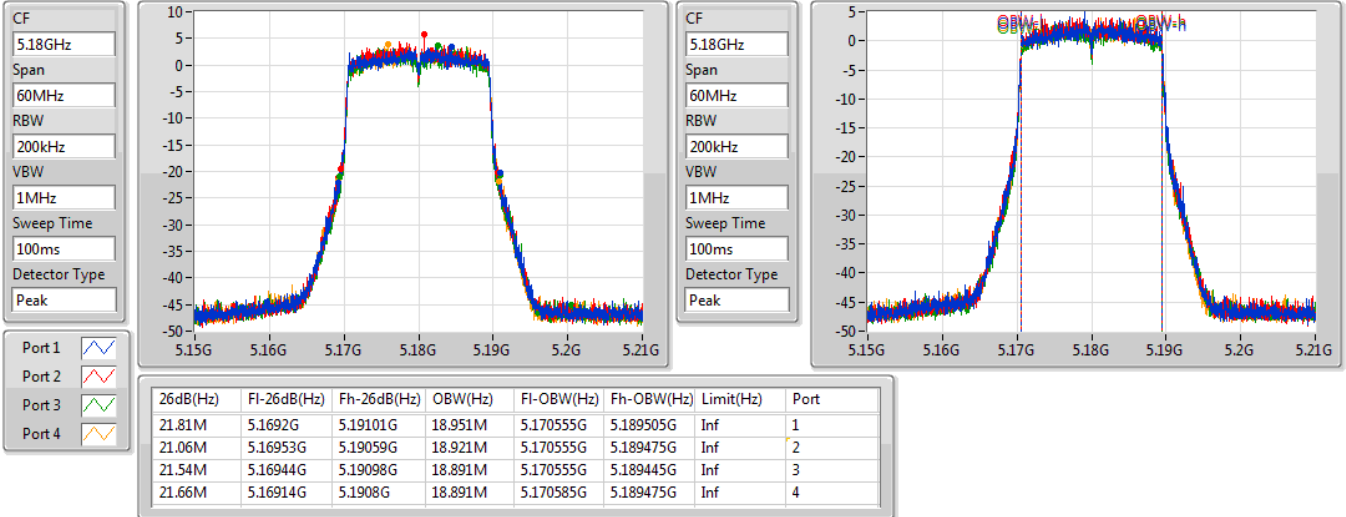 CF
5.18GHz
Span
60MHz
RBW
200kHz
VBW
1MHz
Sweep Time
100ms
Detector Type
Peak
10
5
0
-5
-10
-15
-20
-25
-30
-35
-40
-45
-50
5.15G 5.16G 5.17G 5.18G 5.19G 5.2G 5.21G
CF
5.18GHz
Span
60MHz
RBW
200kHz
VBW
1MHz
Sweep Time
100ms
Detector Type
Peak
OBW-h
5
0
-5
-10
-15
-20
-25
-30
-35
-40
-45
-50
5.15G 5.16G 5.17G 5.18G 5.19G 5.2G 5.21G
Port 1
Port 2
Port 3
Port 4
26dB(Hz) Fl-26dB(Hz) Fh-26dB(Hz) OBW(Hz) Fl-OBW(Hz) Fh-OBW(Hz) Limit(Hz) Port
21.81M 5.1692G 5.19101G 18.951M 5.170555G 5.189505G Inf 1
21.06M 5.16953G 5.19059G 18.921M 5.170555G 5.189475G Inf 2
21.54M 5.16944G 5.19098G 18.891M 5.170555G 5.189445G Inf 3
21.66M 5.16914G 5.1908G 18.891M 5.170585G 5.189475G Inf 4